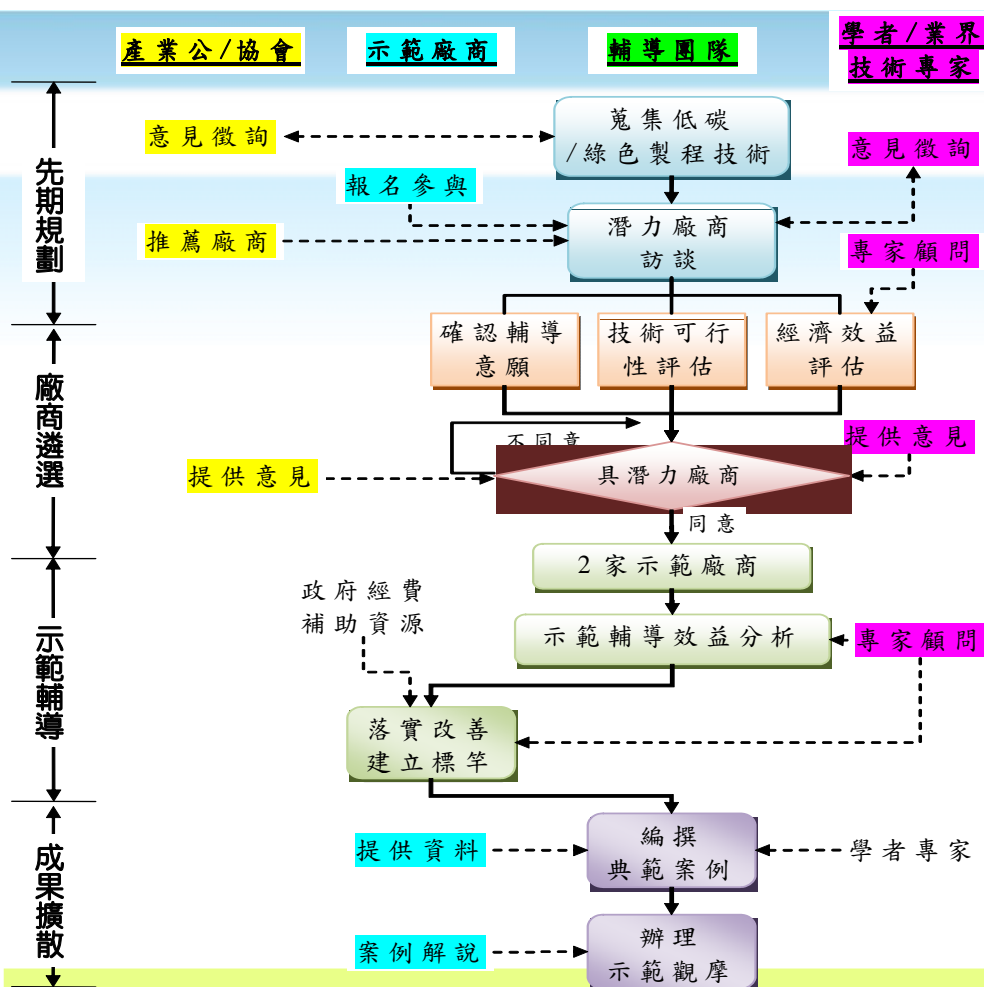 產業公/協會
示範廠商
輔導團隊
學者/業界
技術專家
先期規劃
意見徵詢
蒐集低碳
/綠色製程技術
意見徵詢
報名參與
推薦廠商
潛力廠商
訪談
專家顧問
廠商遴選
確認輔導
意願
技術可行
性評估
經濟效益
評估
不同意
提供意見
提供意見
具潛力廠商
同意
示範輔導
2 家示範廠商
政府經費
補助資源
示範輔導效益分析
專家顧問
落實改善
建立標竿
成果擴散
提供資料
編撰
典範案例
學者專家
案例解說
辦理
示範觀摩